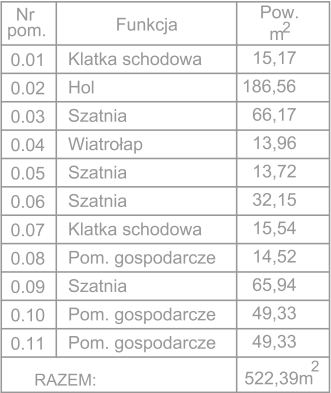 Nr pom. Funkcja Pow. m2
0.01 Klatka schodowa 15,17
0.02 Hol 186,56
0.03 Szatnia 66,17
0.04 Wiatrołap 13,96
0.05 Szatnia 13,72
0.06 Szatnia 32,15
0.07 Klatka schodowa 15,54
0.08 Pom. gospodarcze 14,52
0.09 Szatnia 65,94
0.10 Pom. gospodarcze 49,33
0.11 Pom. gospodarcze 49,33
RAZEM: 522,39m2